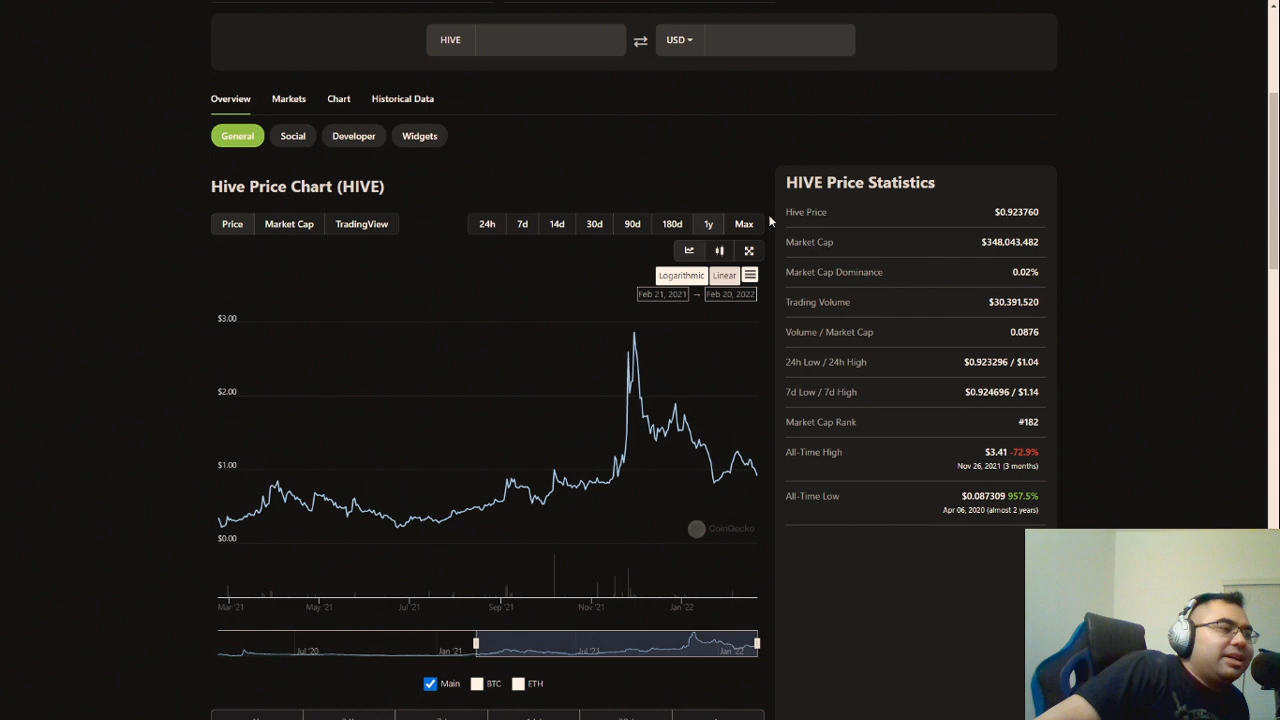 HIVE
USD
Overview Markets Chart Historical Data
General Social Developer Widgets
Hive Price Chart (HIVE)
Price Market Cap TradingView
24h 7d 14d 30d 90d 180d 1y Max
Logarithmic Linear
Feb 21, 2021 → Feb 20, 2022
$3.00
$2.00
$1.00
$0.00
CoinGecko
Mar '21 May '21 Jul '21 Sep '21 Nov '21 Jan '22
Jul '20 Jan '21 Jul '21 Jan '22
Main BTC ETH
HIVE Price Statistics
Hive Price $0.923760
Market Cap $348,043,482
Market Cap Dominance 0.02%
Trading Volume $30,391,520
Volume / Market Cap 0.0876
24h Low / 24h High $0.923296 / $1.04
7d Low / 7d High $0.924696 / $1.14
Market Cap Rank #182
All-Time High $3.41 -72.9%
Nov 26, 2021 (3 months)
All-Time Low $0.087309 957.5%
Apr 06, 2020 (almost 2 years)